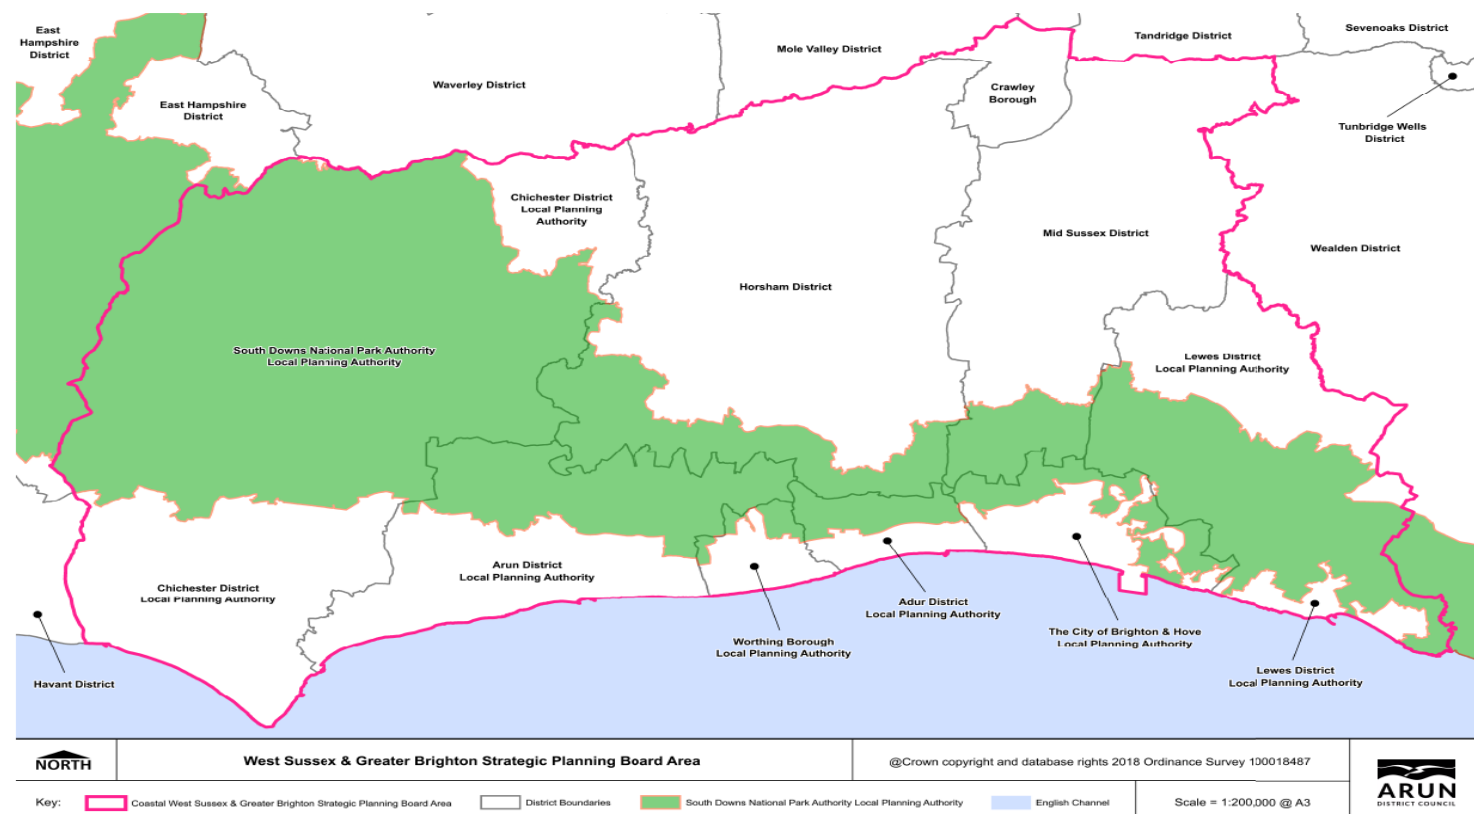 East
Hampshire
District
Waverley District
Mole Valley District
Tandridge District
Sevenoaks District
East Hampshire
District
Crawley
Borough
Tunbridge Wells
District
Chichester District
Local Planning
Authority
Mid Sussex District
Wealden District
Horsham District
South Downs National Park Authority
Local Planning Authority
Lewes District
Local Planning Authority
Arun District
Local Planning Authority
Chichester District
Local Planning Authority
Adur District
Local Planning Authority
Worthing Borough
Local Planning Authority
The City of Brighton & Hove
Local Planning Authority
Lewes District
Local Planning Authority
Havant District
NORTH
West Sussex & Greater Brighton Strategic Planning Board Area
@Crown copyright and database rights 2018 Ordinance Survey 100018487
Key:
Coastal West Sussex & Greater Brighton Strategic Planning Board Area
District Boundaries
South Downs National Park Authority Local Planning Authority
English Channel
Scale = 1:200,000 @ A3
ARUN
DISTRICT COUNCIL